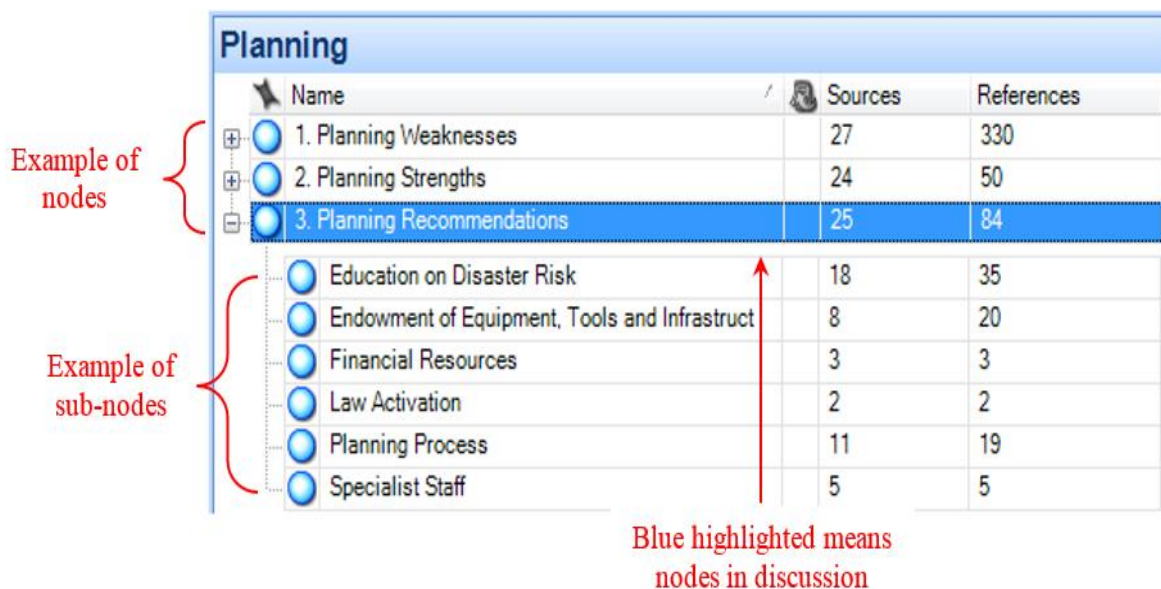 Planning
Name Sources References
1. Planning Weaknesses 27 330
2. Planning Strengths 24 50
3. Planning Recommendations 25 84
Education on Disaster Risk 18 35
Endowment of Equipment, Tools and Infrastruct 8 20
Financial Resources 3 3
Law Activation 2 2
Planning Process 11 19
Specialist Staff 5 5
Example of
nodes
Example of
sub-nodes
Blue highlighted means
nodes in discussion